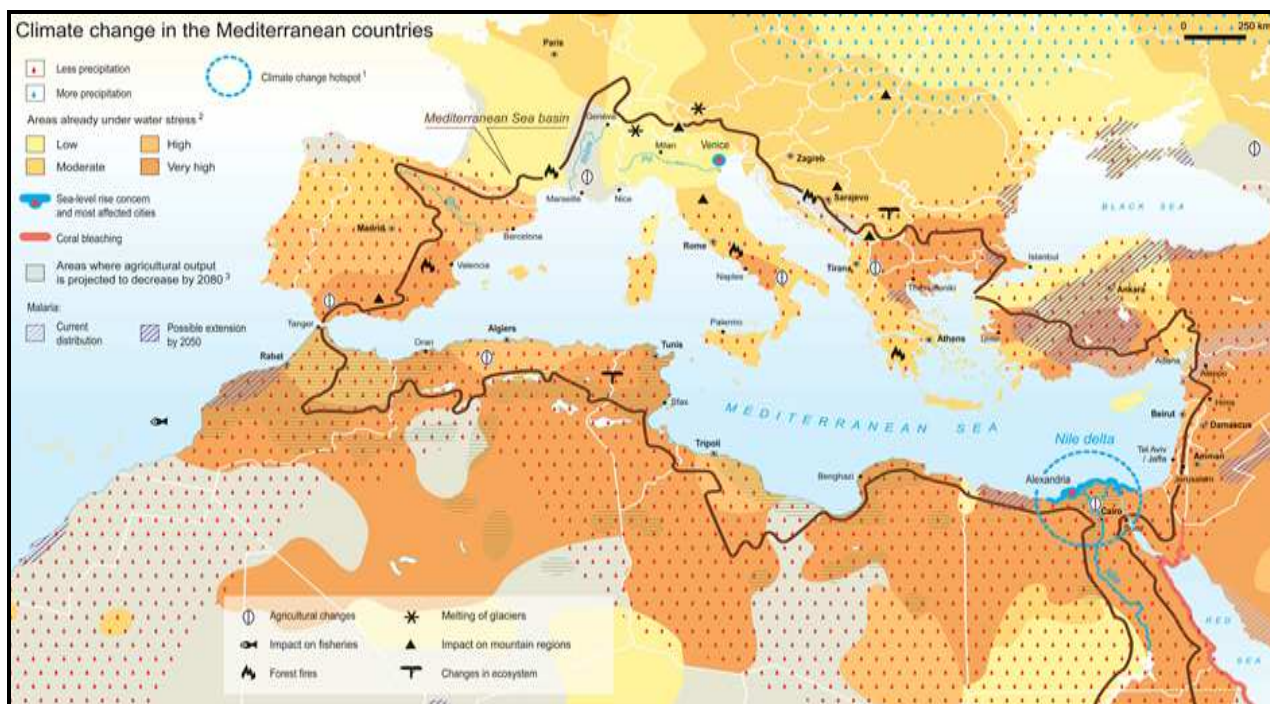 Climate change in the Mediterranean countries
Less precipitation
More precipitation
Climate change hotspot 1
Areas already under water stress 2
Low
High
Moderate
Very high
Sea-level rise concern
and most affected cities
Coral bleaching
Areas where agricultural output
is projected to decrease by 2080 3
Malaria:
Current
distribution
Possible extension
by 2050
0 250 km
Paris
Mediterranean Sea basin
Geneva
Rhône
Milan
Venice
Po
Zagreb
Marseille
Nice
Sarajevo
BLACK SEA
Madrid
Barcelona
Rome
Valencia
Naples
Tirana
Thessaloniki
Istanbul
Ankara
Tanger
Palermo
Athens
Izmir
Algiers
Oran
Tunis
Adana
Aleppo
Rabat
Sfax
MEDITERRANEAN SEA
Beirut
Homs
Damascus
Tripoli
Benghazi
Nile delta
Tel Aviv
/ Jaffa
Amman
Jerusalem
Alexandria
Cairo
Nile
RED
SEA
Agricultural changes
Melting of glaciers
Impact on fisheries
Impact on mountain regions
Forest fires
Changes in ecosystem